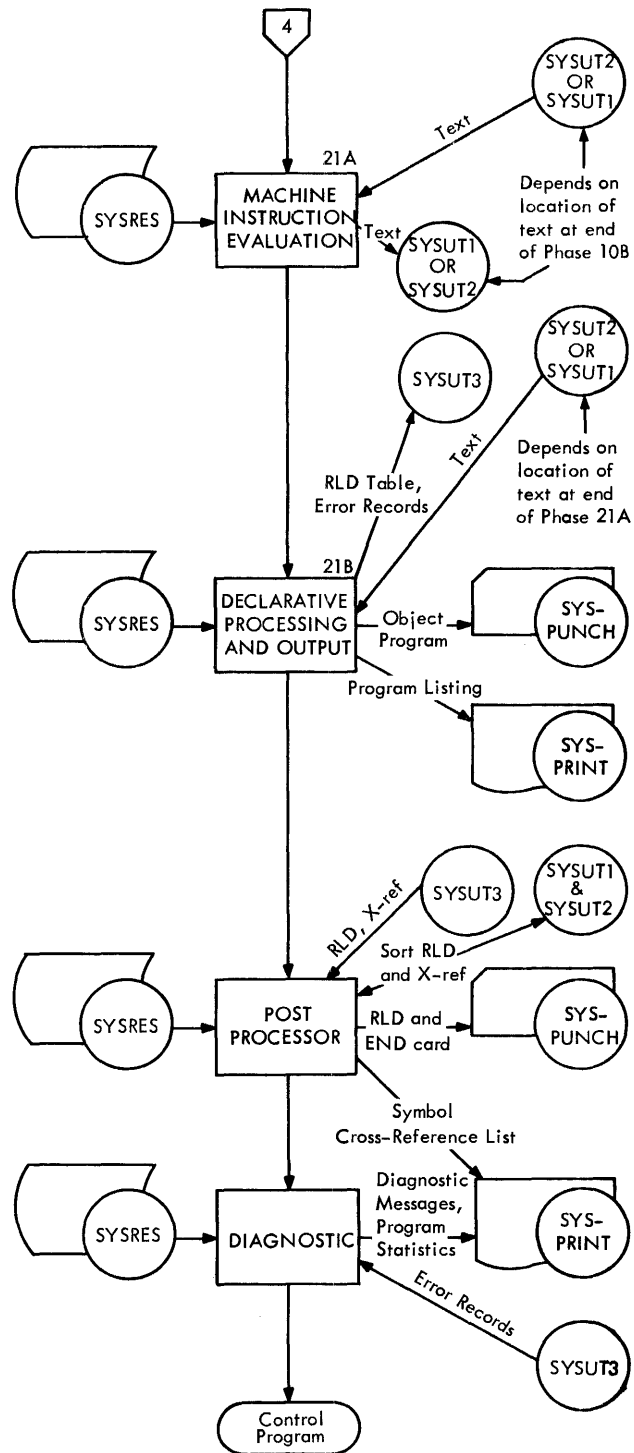 4
SYSUT2
OR
SYSUT1
Text
21A
SYSRES
MACHINE
INSTRUCTION
EVALUATION
Text
SYSUT1
OR
SYSUT2
Depends on
location of
text at end
of Phase 10B
SYSUT3
SYSUT2
OR
SYSUT1
Text
RLD Table,
Error Records
Depends on
location of
text at end
of Phase 21A
21B
SYSRES
DECLARATIVE
PROCESSING
AND OUTPUT
Object
Program
SYS-
PUNCH
Program Listing
SYS-
PRINT
SYSUT3
SYSUT1
&
SYSUT2
RLD, X-ref
Sort RLD
and X-ref
SYSRES
POST
PROCESSOR
RLD and
END card
SYS-
PUNCH
Symbol
Cross-Reference List
SYSRES
DIAGNOSTIC
Diagnostic
Messages,
Program
Statistics
SYS-
PRINT
Error Records
SYSUT3
Control
Program